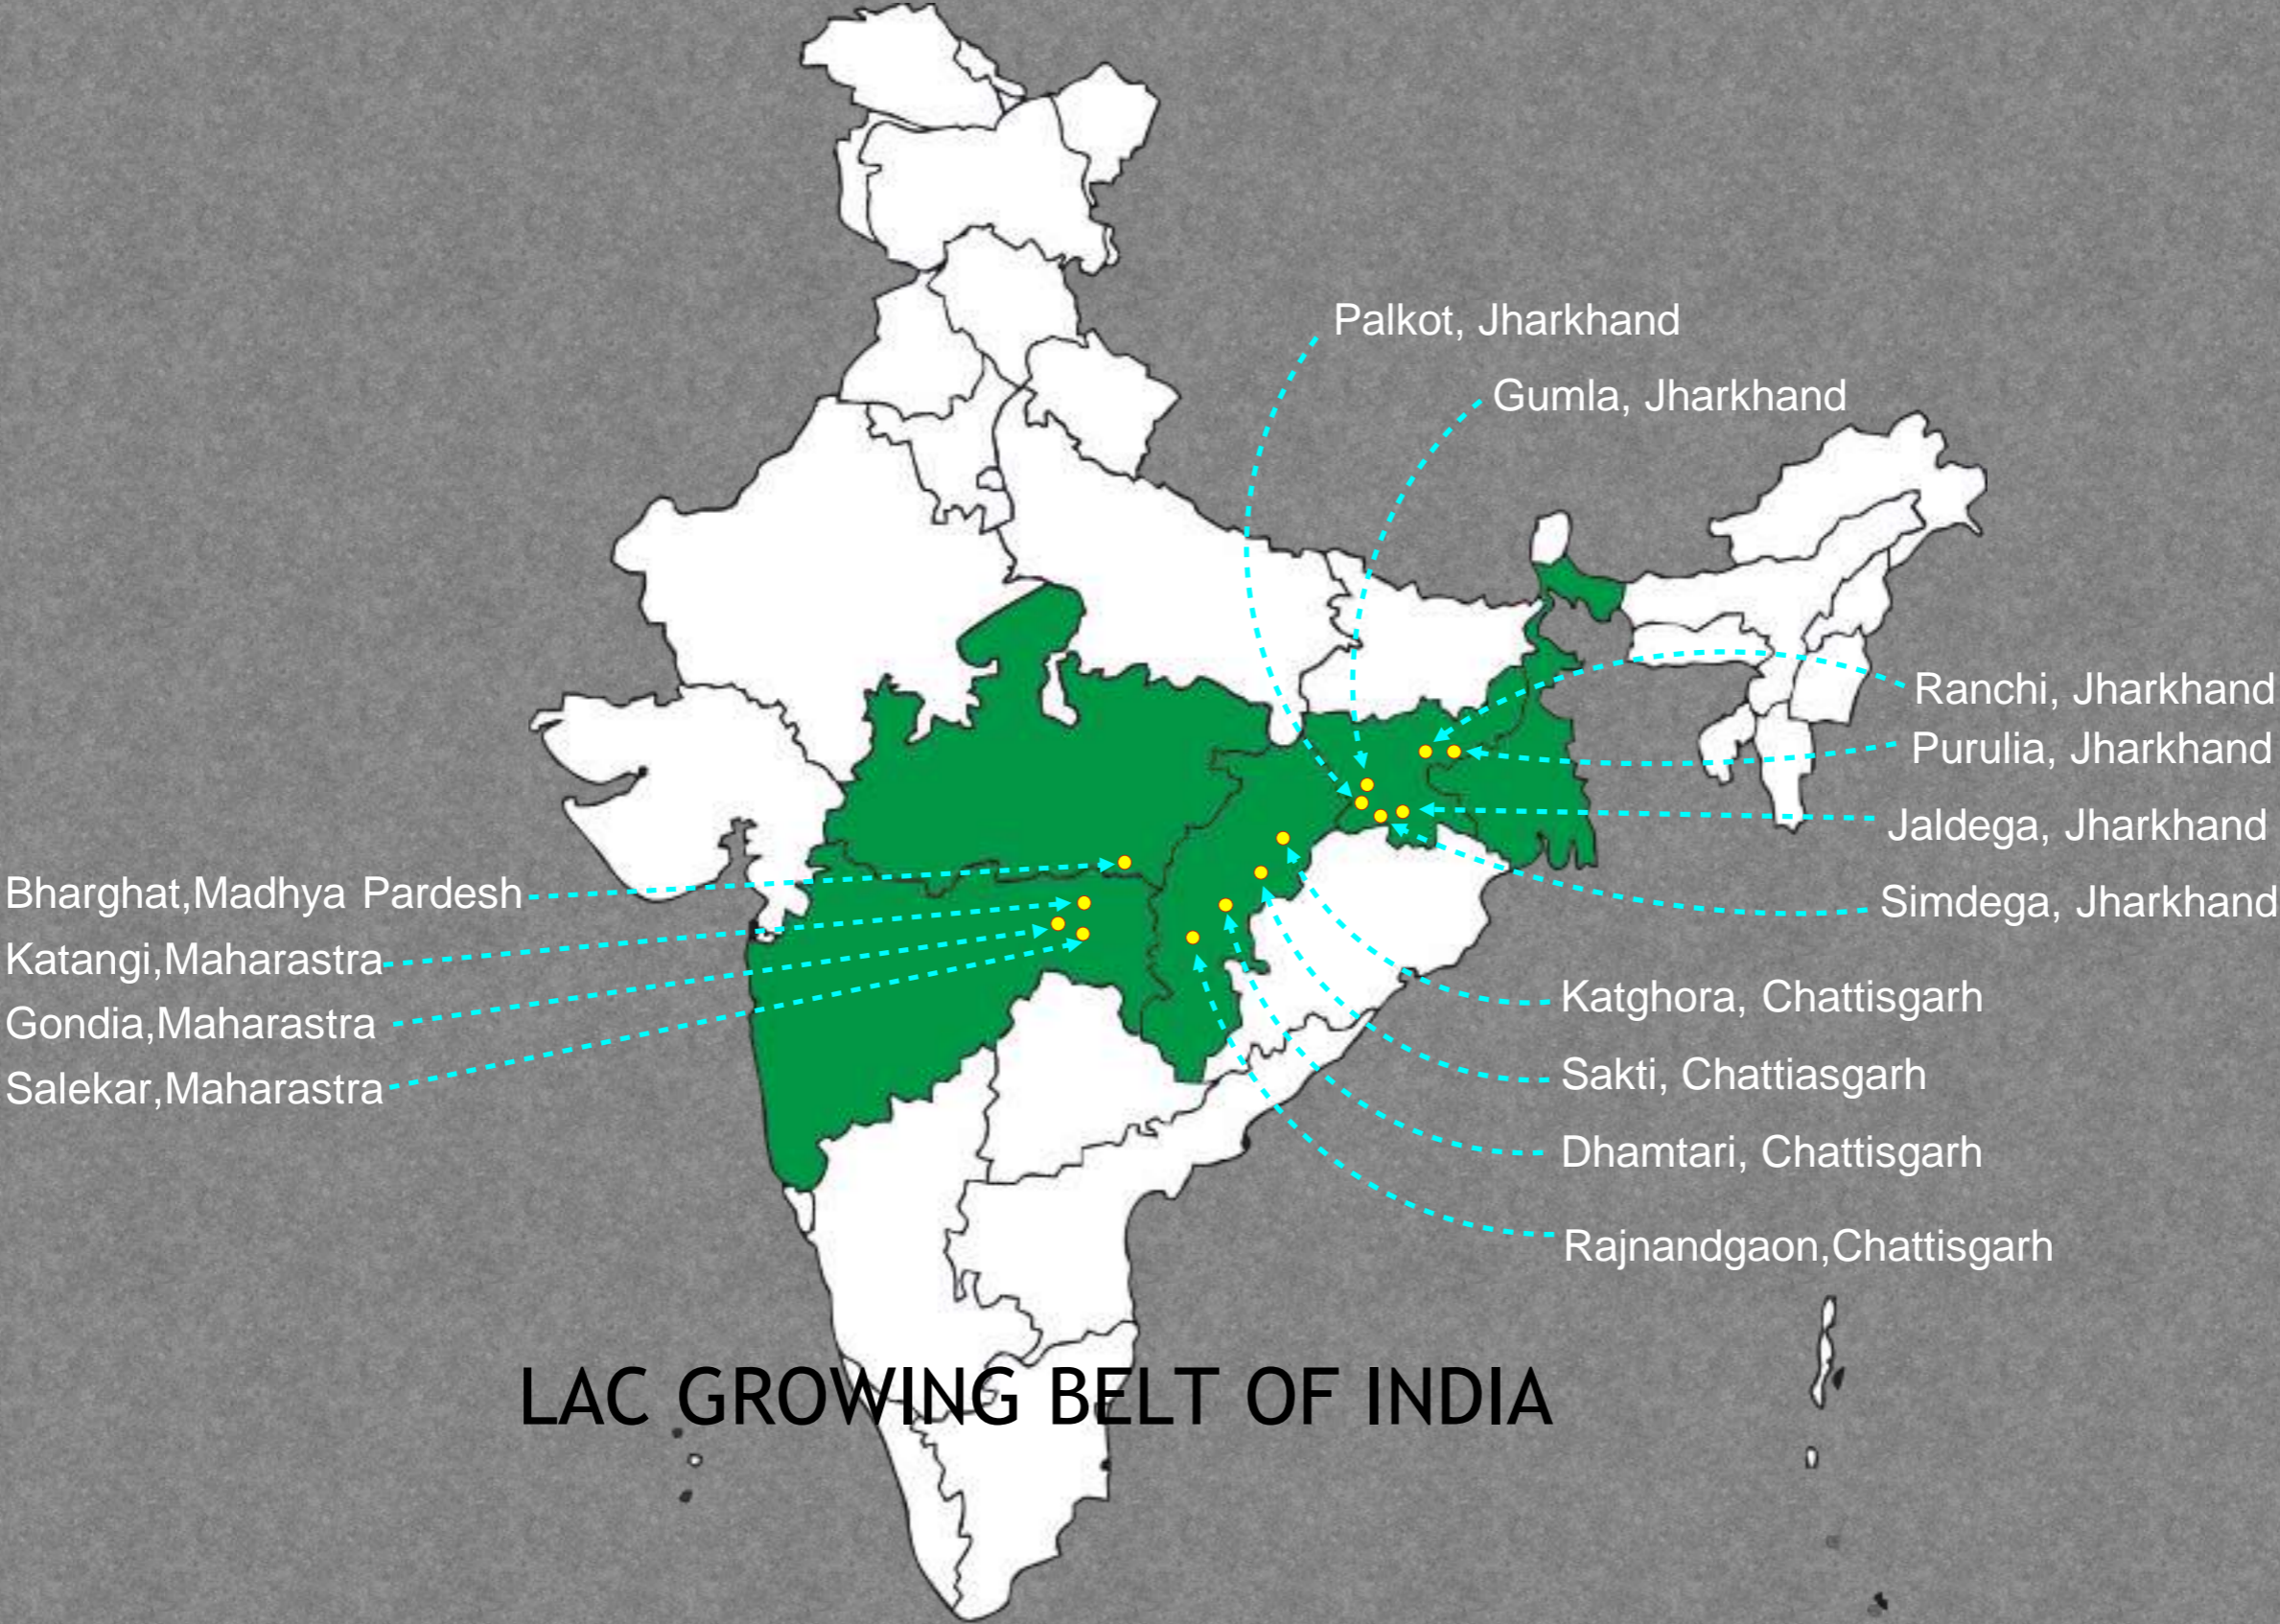 Palkot, Jharkhand
Gumla, Jharkhand
Ranchi, Jharkhand
Purulia, Jharkhand
Jaldega, Jharkhand
Bharghat,Madhya Pardesh
Simdega, Jharkhand
Katangi,Maharastra
Katghora, Chattisgarh
Gondia,Maharastra
Sakti, Chattiasgarh
Salekar,Maharastra
Dhamtari, Chattisgarh
Rajnandgaon,Chattisgarh
LAC GROWING BELT OF INDIA